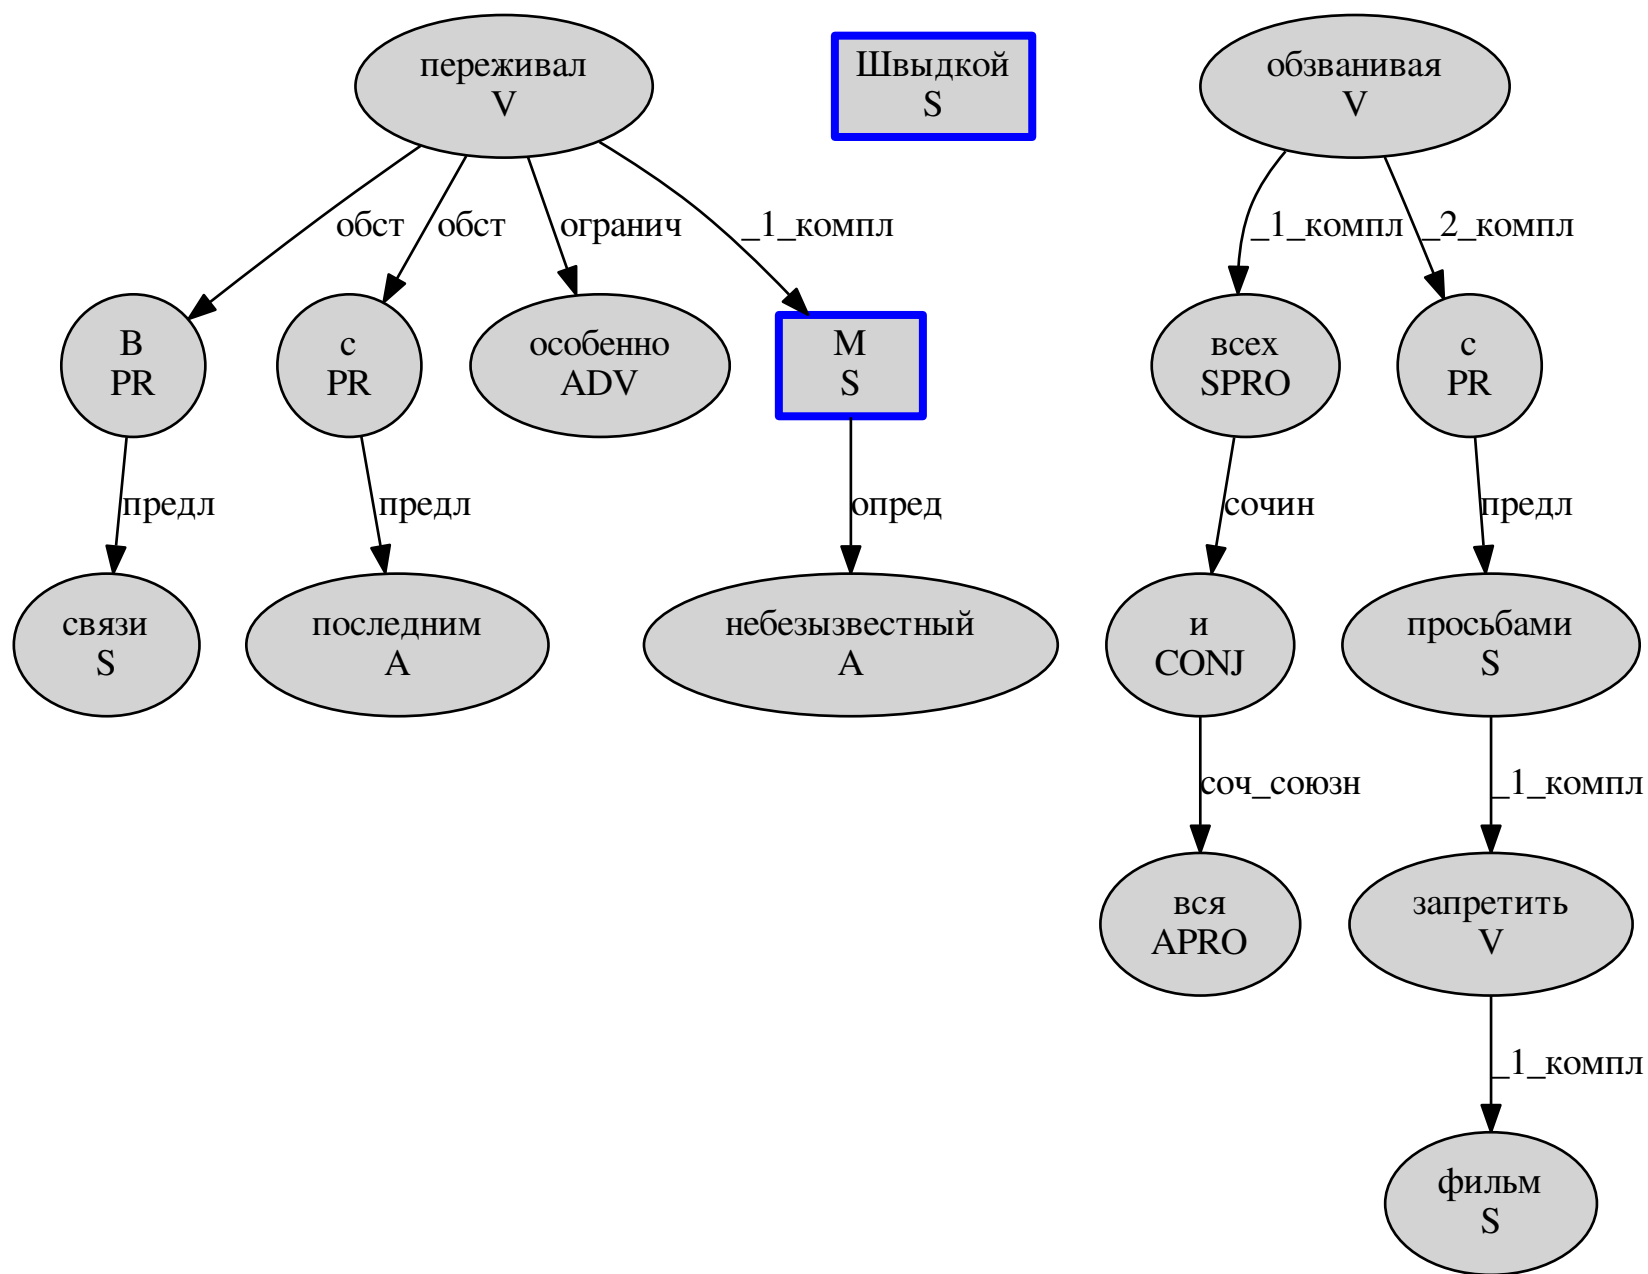 переживал
V
Швыдкой
S
обзванивая
V
обст
обст
огранич
_1_компл
_1_компл
_2_компл
В
PR
с
PR
особенно
ADV
М
S
всех
SPRO
с
PR
предл
предл
опред
сочин
предл
связи
S
последним
A
небезызвестный
A
и
CONJ
просьбами
S
соч_союзн
_1_компл
вся
APRO
запретить
V
_1_компл
фильм
S